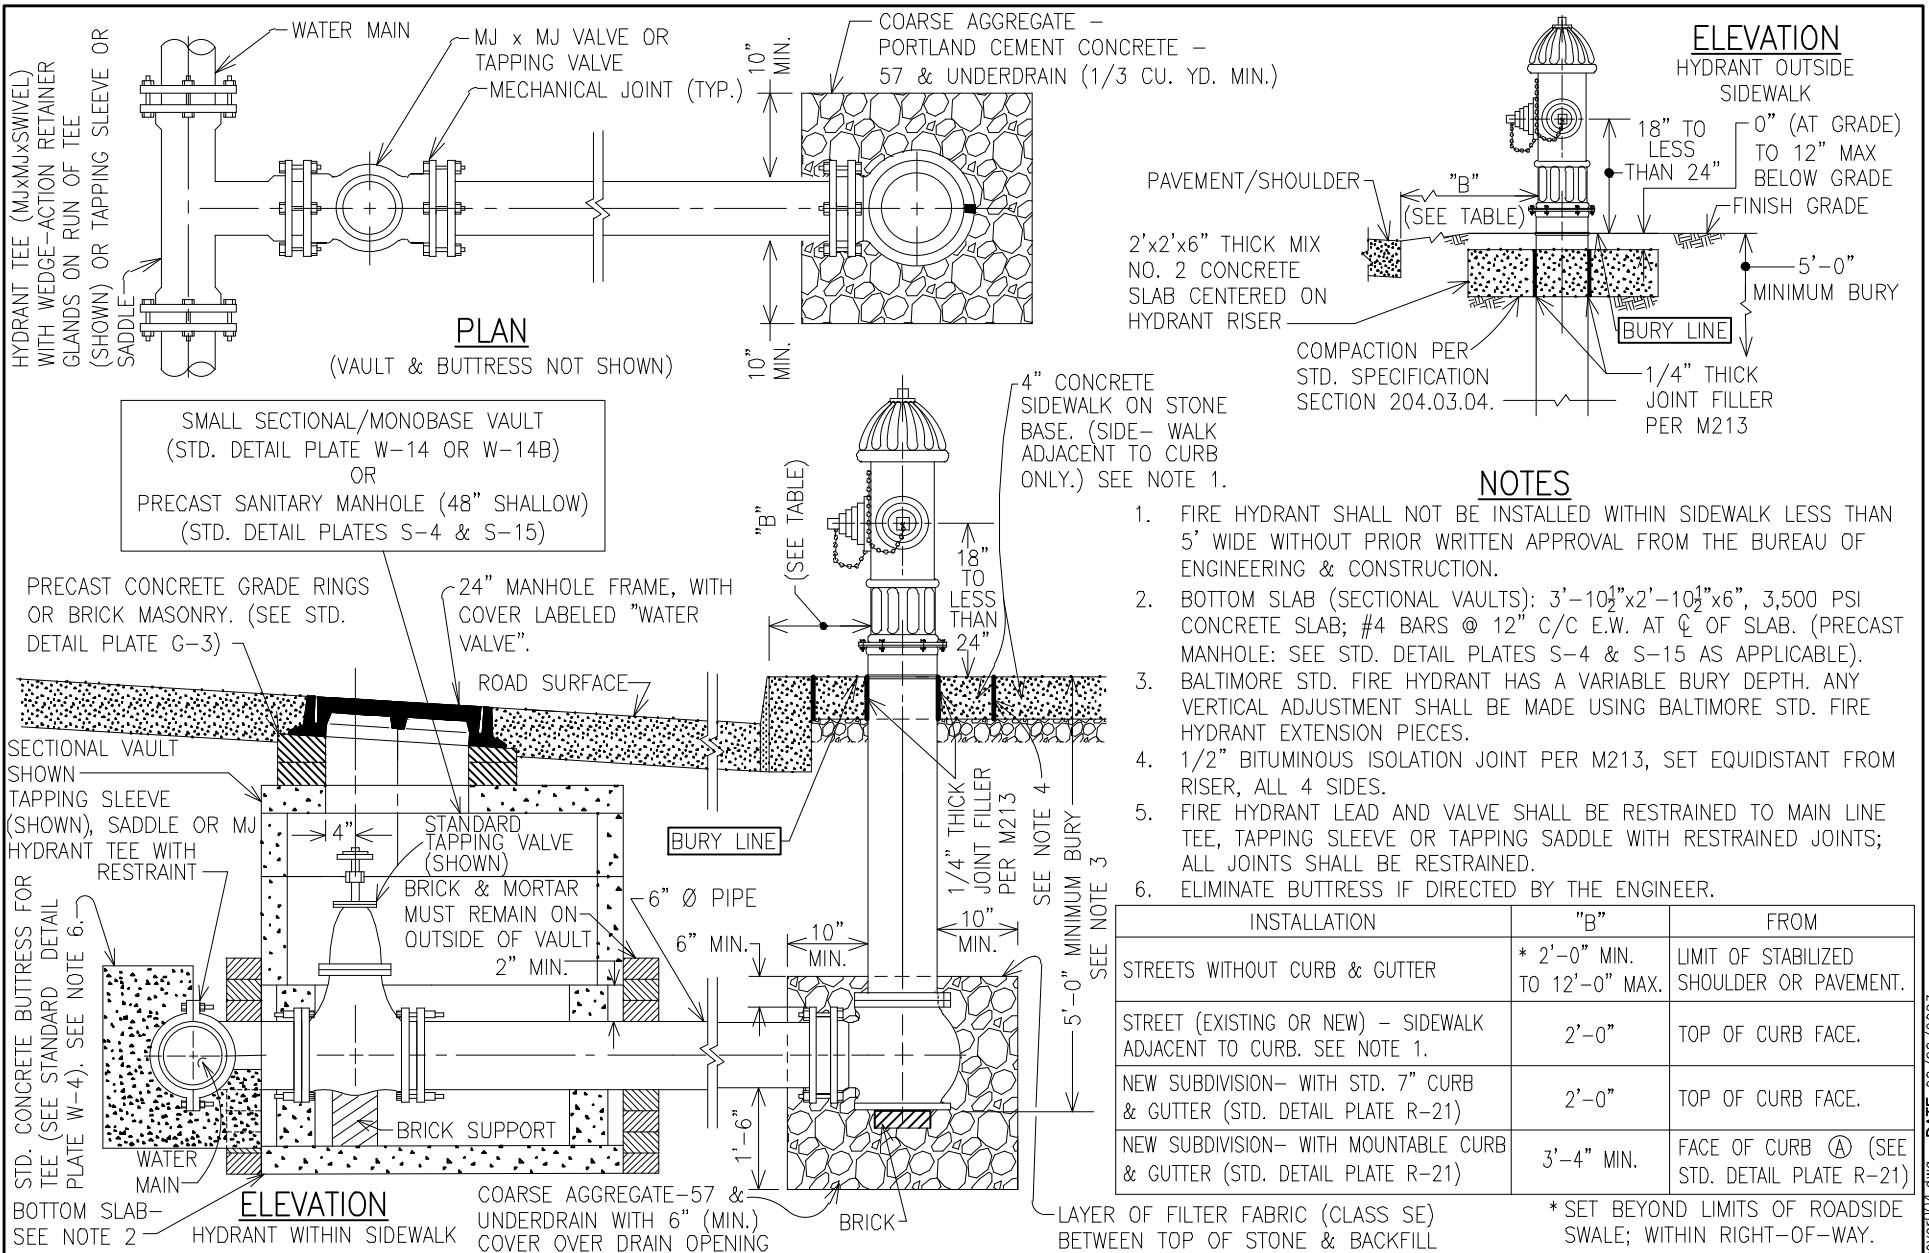 HYDRANT TEE (MJxMJxSWIVEL)
WITH WEDGE-ACTION RETAINER
GLANDS ON RUN OF TEE
(SHOWN) OR TAPPING SLEEVE OR
SADDLE
WATER MAIN
MJ x MJ VALVE OR
TAPPING VALVE
MECHANICAL JOINT (TYP.)
10"
MIN.
COARSE AGGREGATE -
PORTLAND CEMENT CONCRETE -
57 & UNDERDRAIN (1/3 CU. YD. MIN.)
10"
MIN.
PLAN
(VAULT & BUTTRESS NOT SHOWN)
ELEVATION
HYDRANT OUTSIDE
SIDEWALK
18" TO
LESS
THAN 24"
0" (AT GRADE)
TO 12" MAX
BELOW GRADE
FINISH GRADE
PAVEMENT/SHOULDER
"B"
(SEE TABLE)
2'x2'x6" THICK MIX
NO. 2 CONCRETE
SLAB CENTERED ON
HYDRANT RISER
5'-0"
MINIMUM BURY
BURY LINE
COMPACTION PER
STD. SPECIFICATION
SECTION 204.03.04.
1/4" THICK
JOINT FILLER
PER M213
SMALL SECTIONAL/MONOBASE VAULT
(STD. DETAIL PLATE W-14 OR W-14B)
OR
PRECAST SANITARY MANHOLE (48" SHALLOW)
(STD. DETAIL PLATES S-4 & S-15)
4" CONCRETE
SIDEWALK ON STONE
BASE. (SIDE- WALK
ADJACENT TO CURB
ONLY.) SEE NOTE 1.
"B"
(SEE TABLE)
18"
TO
LESS
THAN
24"
PRECAST CONCRETE GRADE RINGS
OR BRICK MASONRY. (SEE STD.
DETAIL PLATE G-3)
24" MANHOLE FRAME, WITH
COVER LABELED "WATER
VALVE".
ROAD SURFACE
SECTIONAL VAULT
SHOWN
TAPPING SLEEVE
(SHOWN), SADDLE OR MJ
HYDRANT TEE WITH
RESTRAINT
4"
STANDARD
TAPPING VALVE
(SHOWN)
BRICK & MORTAR
MUST REMAIN ON
OUTSIDE OF VAULT
2" MIN.
BURY LINE
6" Ø PIPE
6" MIN.
10"
MIN.
10"
MIN.
1/4" THICK
JOINT FILLER
PER M213
SEE NOTE 4
5'-0" MINIMUM BURY
SEE NOTE 3
STD. CONCRETE BUTTRESS FOR
TEE (SEE STANDARD DETAIL
PLATE W-4). SEE NOTE 6.
WATER
MAIN
BRICK SUPPORT
1'-6"
BOTTOM SLAB-
SEE NOTE 2
ELEVATION
HYDRANT WITHIN SIDEWALK
COARSE AGGREGATE-57 &
UNDERDRAIN WITH 6" (MIN.)
COVER OVER DRAIN OPENING
BRICK
LAYER OF FILTER FABRIC (CLASS SE)
BETWEEN TOP OF STONE & BACKFILL
NOTES
1. FIRE HYDRANT SHALL NOT BE INSTALLED WITHIN SIDEWALK LESS THAN
5' WIDE WITHOUT PRIOR WRITTEN APPROVAL FROM THE BUREAU OF
ENGINEERING & CONSTRUCTION.
2. BOTTOM SLAB (SECTIONAL VAULTS): 3'-10½"x2'-10½"x6", 3,500 PSI
CONCRETE SLAB; #4 BARS @ 12" C/C E.W. AT ℄ OF SLAB. (PRECAST
MANHOLE: SEE STD. DETAIL PLATES S-4 & S-15 AS APPLICABLE).
3. BALTIMORE STD. FIRE HYDRANT HAS A VARIABLE BURY DEPTH. ANY
VERTICAL ADJUSTMENT SHALL BE MADE USING BALTIMORE STD. FIRE
HYDRANT EXTENSION PIECES.
4. 1/2" BITUMINOUS ISOLATION JOINT PER M213, SET EQUIDISTANT FROM
RISER, ALL 4 SIDES.
5. FIRE HYDRANT LEAD AND VALVE SHALL BE RESTRAINED TO MAIN LINE
TEE, TAPPING SLEEVE OR TAPPING SADDLE WITH RESTRAINED JOINTS;
ALL JOINTS SHALL BE RESTRAINED.
6. ELIMINATE BUTTRESS IF DIRECTED BY THE ENGINEER.
INSTALLATION "B" FROM
STREETS WITHOUT CURB & GUTTER
* 2'-0" MIN.
TO 12'-0" MAX.
LIMIT OF STABILIZED
SHOULDER OR PAVEMENT.
STREET (EXISTING OR NEW) - SIDEWALK
ADJACENT TO CURB. SEE NOTE 1.
2'-0"
TOP OF CURB FACE.
NEW SUBDIVISION- WITH STD. 7" CURB
& GUTTER (STD. DETAIL PLATE R-21)
2'-0"
TOP OF CURB FACE.
NEW SUBDIVISION- WITH MOUNTABLE CURB
& GUTTER (STD. DETAIL PLATE R-21)
3'-4" MIN.
FACE OF CURB Ⓐ (SEE
STD. DETAIL PLATE R-21)
* SET BEYOND LIMITS OF ROADSIDE
SWALE; WITHIN RIGHT-OF-WAY.